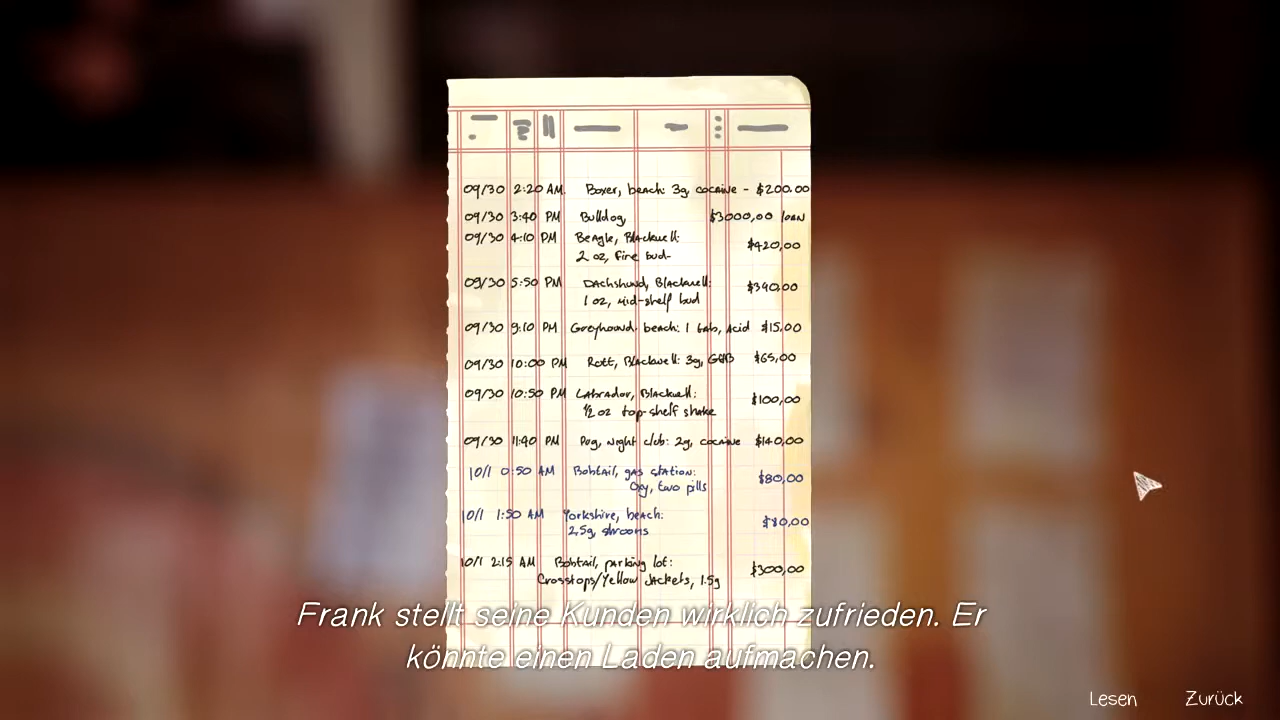 09/30 2:20 AM. Boxer, beach: 3g, cocaine - $200.00
09/30 3:40 PM Bulldog, $3000,00 loan
09/30 4:10 PM Beagle, Blackwell: $420,00
2 oz, fire bud-
09/30 5:50 PM Dachshund, Blackwell: $340,00
1 oz, mid-shelf bud
09/30 9:10 PM Greyhound, beach: 1 tab, Acid $15.00
09/30 10:00 PM Rott, Blackwell: 3g, GHB $65,00
09/30 10:50 PM Labrador, Blackwell: $100,00
1/2 oz top-shelf shake
09/30 11:40 PM Pug, night club: 2g, cocaine $140,00
10/1 0:50 AM Bobtail, gas station: $80,00
Oxy, two pills
10/1 1:50 AM Yorkshire, beach:
2,5g, shrooms
10/1 2:15 AM Bobtail, parking lot: $300,00
Crosstops/Yellow Jackets, 1.5g
Frank stellt seine Kunden wirklich zufrieden. Er
könnte einen Laden aufmachen.
Lesen Zurück